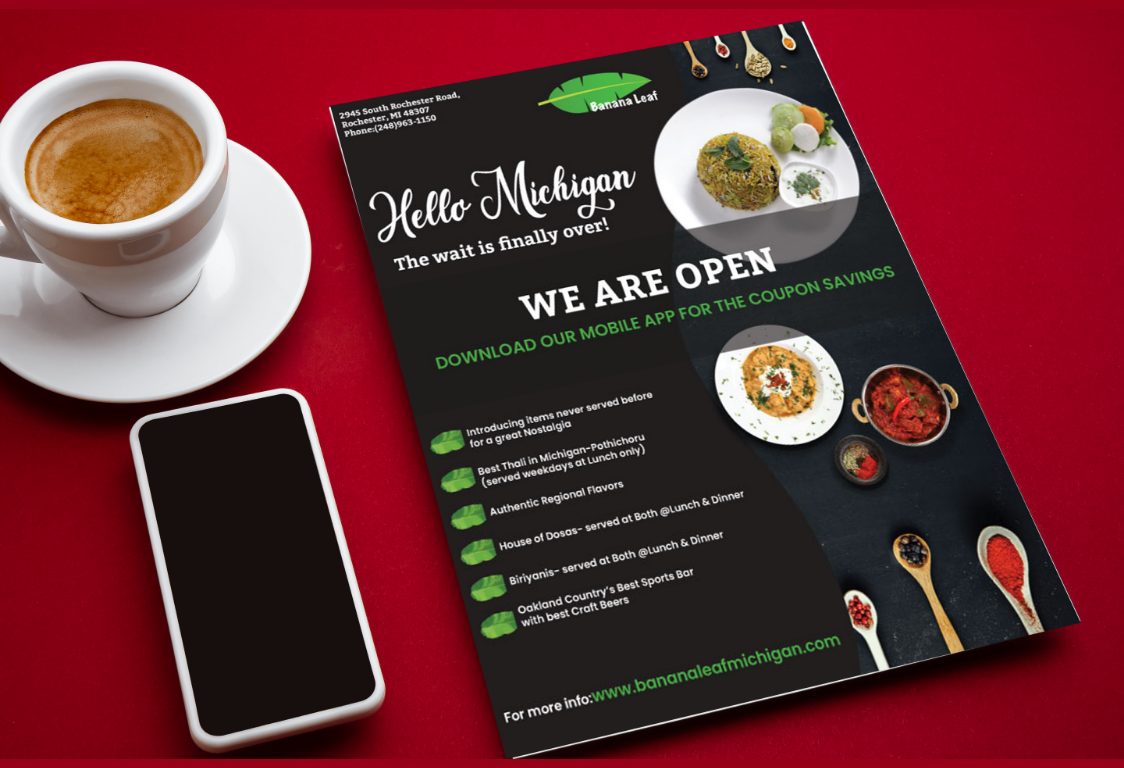 2945 South Rochester Road,
Rochester, MI 48307
Phone:(248)963-1150
Banana Leaf
Hello Michigan
The wait is finally over!
WE ARE OPEN
DOWNLOAD OUR MOBILE APP FOR THE COUPON SAVINGS
Introducing items never served before
for a great Nostalgia
Best Thali in Michigan-Pothichoru
(served weekdays at Lunch only)
Authentic Regional Flavors
House of Dosas- served at Both @Lunch & Dinner
Biriyanis- served at Both @Lunch & Dinner
Oakland Country's Best Sports Bar
with best Craft Beers
For more info:www.bananaleafmichigan.com